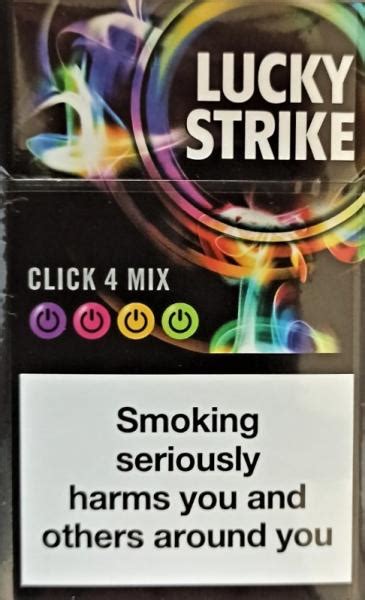 LUCKY
STRIKE
CLICK 4 MIX
Smoking
seriously
harms you and
others around you